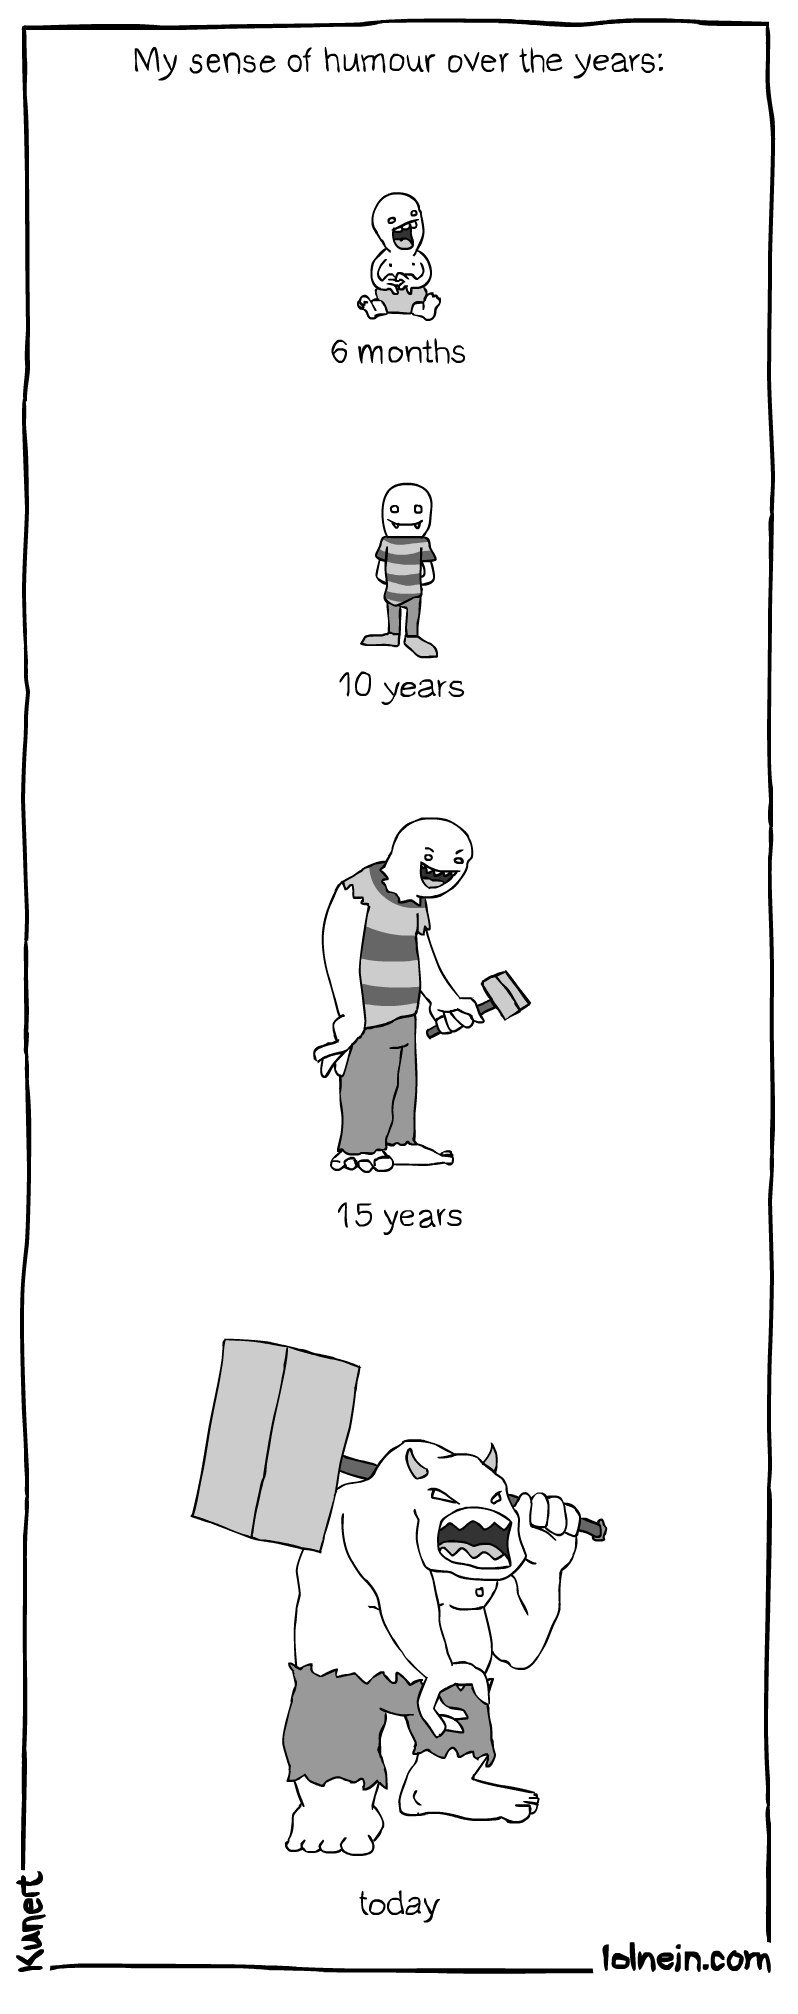 My sense of humour over the years:
6 months
10 years
15 years
today
Kunert
lolnein.com